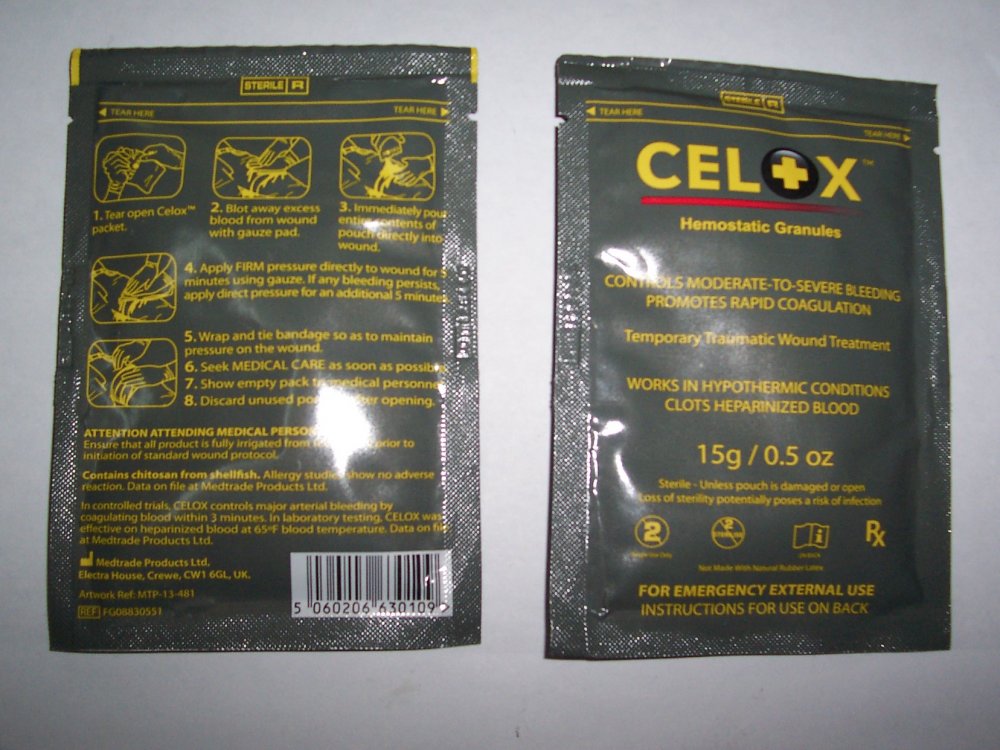 STERILE R
TEAR HERE TEAR HERE
1. Tear open Celox™
packet.
2. Blot away excess
blood from wound
with gauze pad.
3. Immediately pour
entire contents of
pouch directly into
wound.
4. Apply FIRM pressure directly to wound for 5
minutes using gauze. If any bleeding persists,
apply direct pressure for an additional 5 minutes
5. Wrap and tie bandage so as to maintain
pressure on the wound.
6. Seek MEDICAL CARE as soon as possible
7. Show empty pack to medical personnel
8. Discard unused after opening.
ATTENTION ATTENDING MEDICAL
Ensure that all product is fully irrigated from prior to
initiation of standard wound protocol.
Contains chitosan from shellfish. Allergy studies show no adverse
reaction. Data on file at Medtrade Products Ltd.
In controlled trials, CELOX controls major arterial bleeding by
coagulating blood within 3 minutes. In laboratory testing, CELOX was
effective on heparinized blood at 65ºF blood temperature. Data on file
at Medtrade Products Ltd.
Medtrade Products Ltd.
Electra House, Crewe, CW1 6GL, UK.
Artwork Ref: MTP-13-481
REF FG08830551
5 060206 630109 >
STERILE R
TEAR HERE TEAR HERE
CELOX™
Hemostatic Granules
CONTROLS MODERATE-TO-SEVERE BLEEDING
PROMOTES RAPID COAGULATION
Temporary Traumatic Wound Treatment
WORKS IN HYPOTHERMIC CONDITIONS
CLOTS HEPARINIZED BLOOD
15g / 0.5 oz
Sterile - Unless pouch is damaged or open
Loss of sterility potentially poses a risk of infection
2 2 STERILISE i Rx
Single Use Only ON BACK
Not Made With Natural Rubber Latex
FOR EMERGENCY EXTERNAL USE
INSTRUCTIONS FOR USE ON BACK